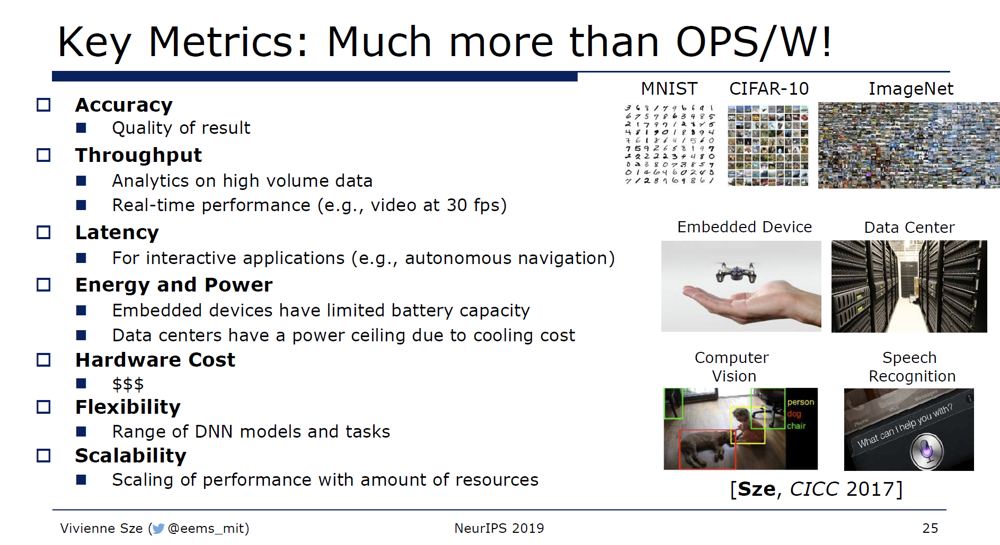 Key Metrics: Much more than OPS/W!
Accuracy
Quality of result
Throughput
Analytics on high volume data
Real-time performance (e.g., video at 30 fps)
Latency
For interactive applications (e.g., autonomous navigation)
Energy and Power
Embedded devices have limited battery capacity
Data centers have a power ceiling due to cooling cost
Hardware Cost
$$$
Flexibility
Range of DNN models and tasks
Scalability
Scaling of performance with amount of resources
MNIST
CIFAR-10
ImageNet
Embedded Device
Data Center
Computer
Vision
person
dog
chair
Speech
Recognition
Phone
Mail
Messages
What can I help you with?
[Sze, CICC 2017]
Vivienne Sze (@eems_mit)
NeurIPS 2019
25